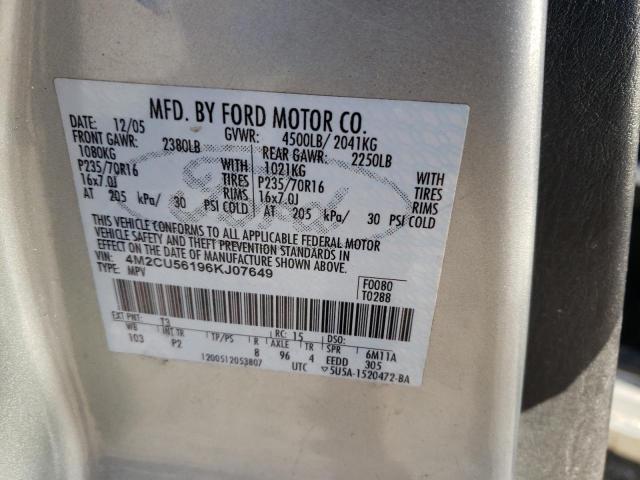 MFD. BY FORD MOTOR CO.
DATE: 12/05 GVWR: 4500LB/ 2041KG
FRONT GAWR: 2380LB REAR GAWR: 2250LB
1080KG WITH 1021KG WITH
P235/70R16 TIRES P235/70R16 TIRES
16x7.0J RIMS 16x7.0J RIMS
AT 205 kPa/ 30 PSI COLD AT 205 kPa/ 30 PSI COLD
THIS VEHICLE CONFORMS TO ALL APPLICABLE FEDERAL MOTOR
VEHICLE SAFETY AND THEFT PREVENTION STANDARDS IN
EFFECT ON THE DATE OF MANUFACTURE SHOWN ABOVE.
VIN: 4M2CU56196KJ07649
TYPE: MPV
F0080
T0288
EXT PNT: T3 RC: 15 DSO:
WB INT TR TP/PS R AXLE TR SPR 6M11A
103 P2 8 96 4 EEDD 305
1200512053807 UTC ▽5U5A-1520472-BA
Ford